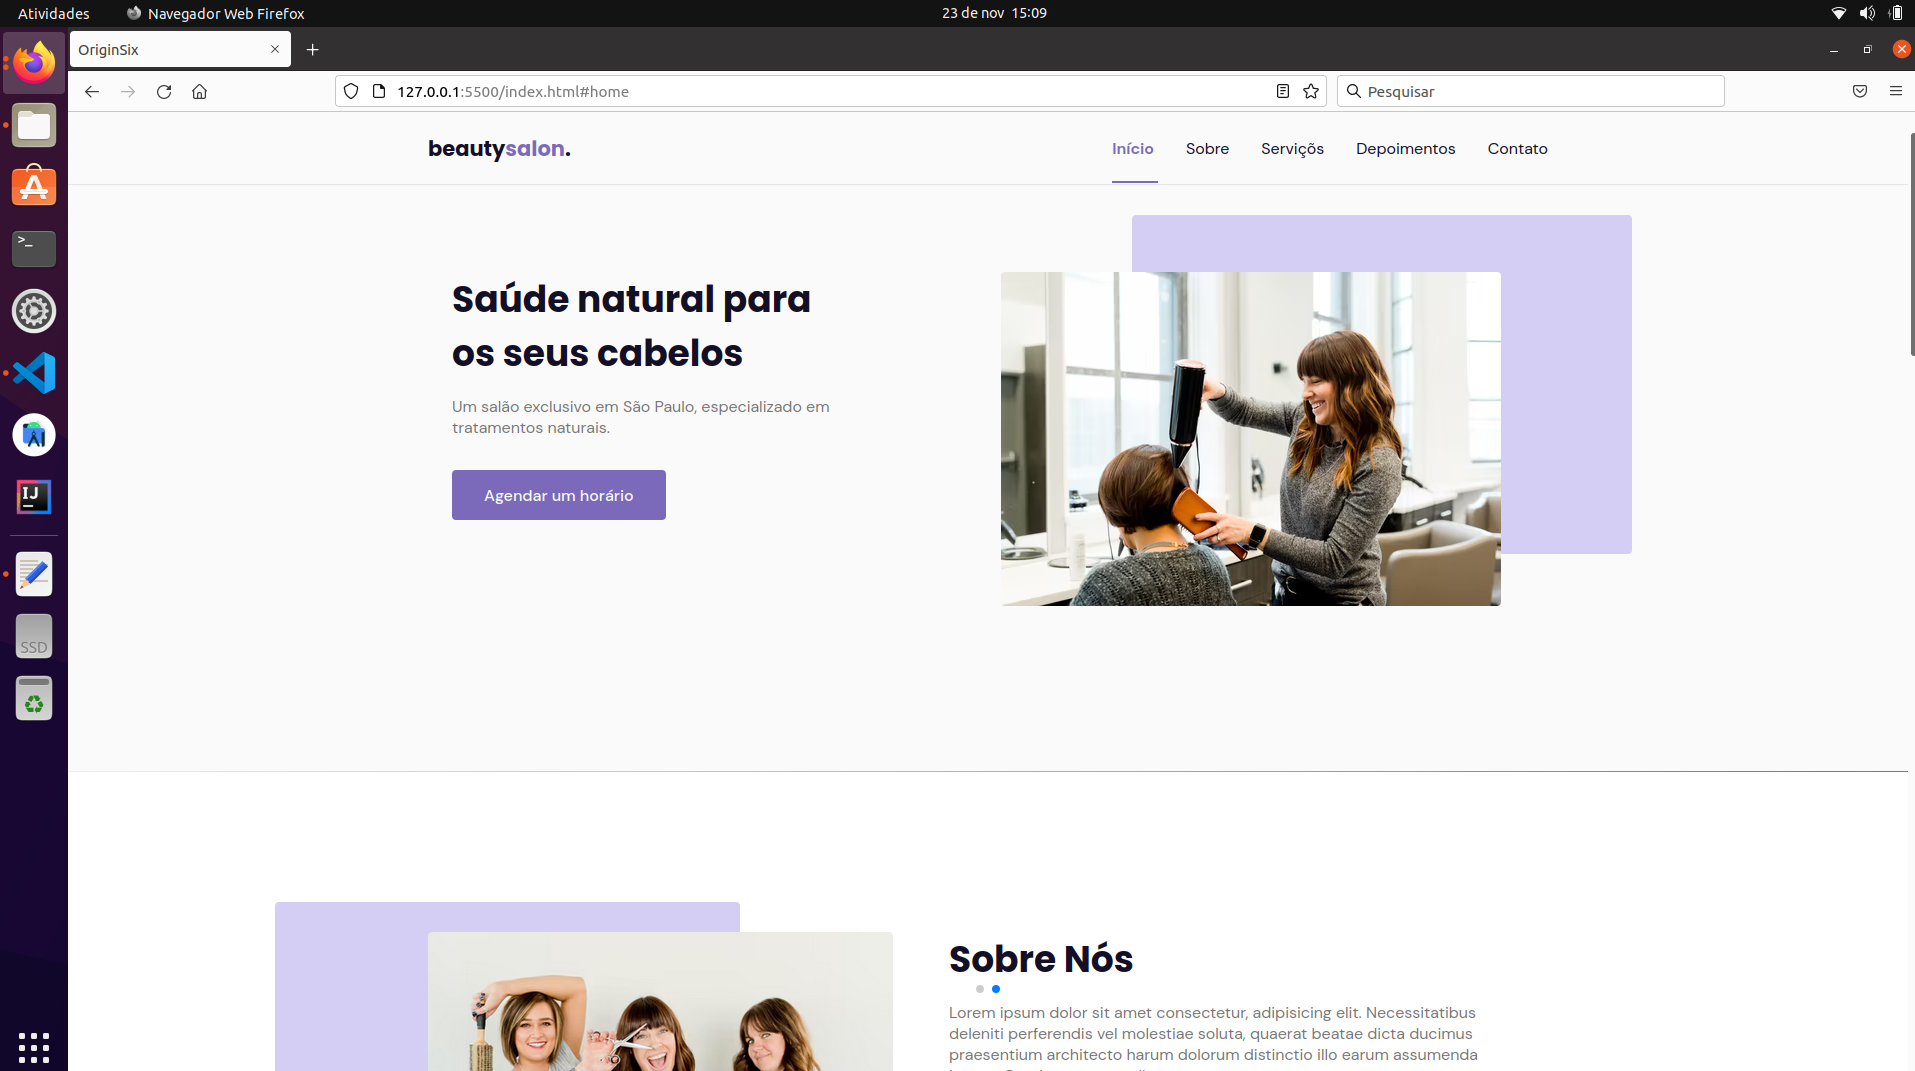 Atividades
Navegador Web Firefox
23 de nov 15:09
OriginSix
127.0.0.1:5500/index.html#home
Pesquisar
beautysalon.
Início
Sobre
Serviçõs
Depoimentos
Contato
Saúde natural para
os seus cabelos
Um salão exclusivo em São Paulo, especializado em
tratamentos naturais.
Agendar um horário
>_
IJ
SSD
Sobre Nós
Lorem ipsum dolor sit amet consectetur, adipisicing elit. Necessitatibus
deleniti perferendis vel molestiae soluta, quaerat beatae dicta ducimus
praesentium architecto harum dolorum distinctio illo earum assumenda